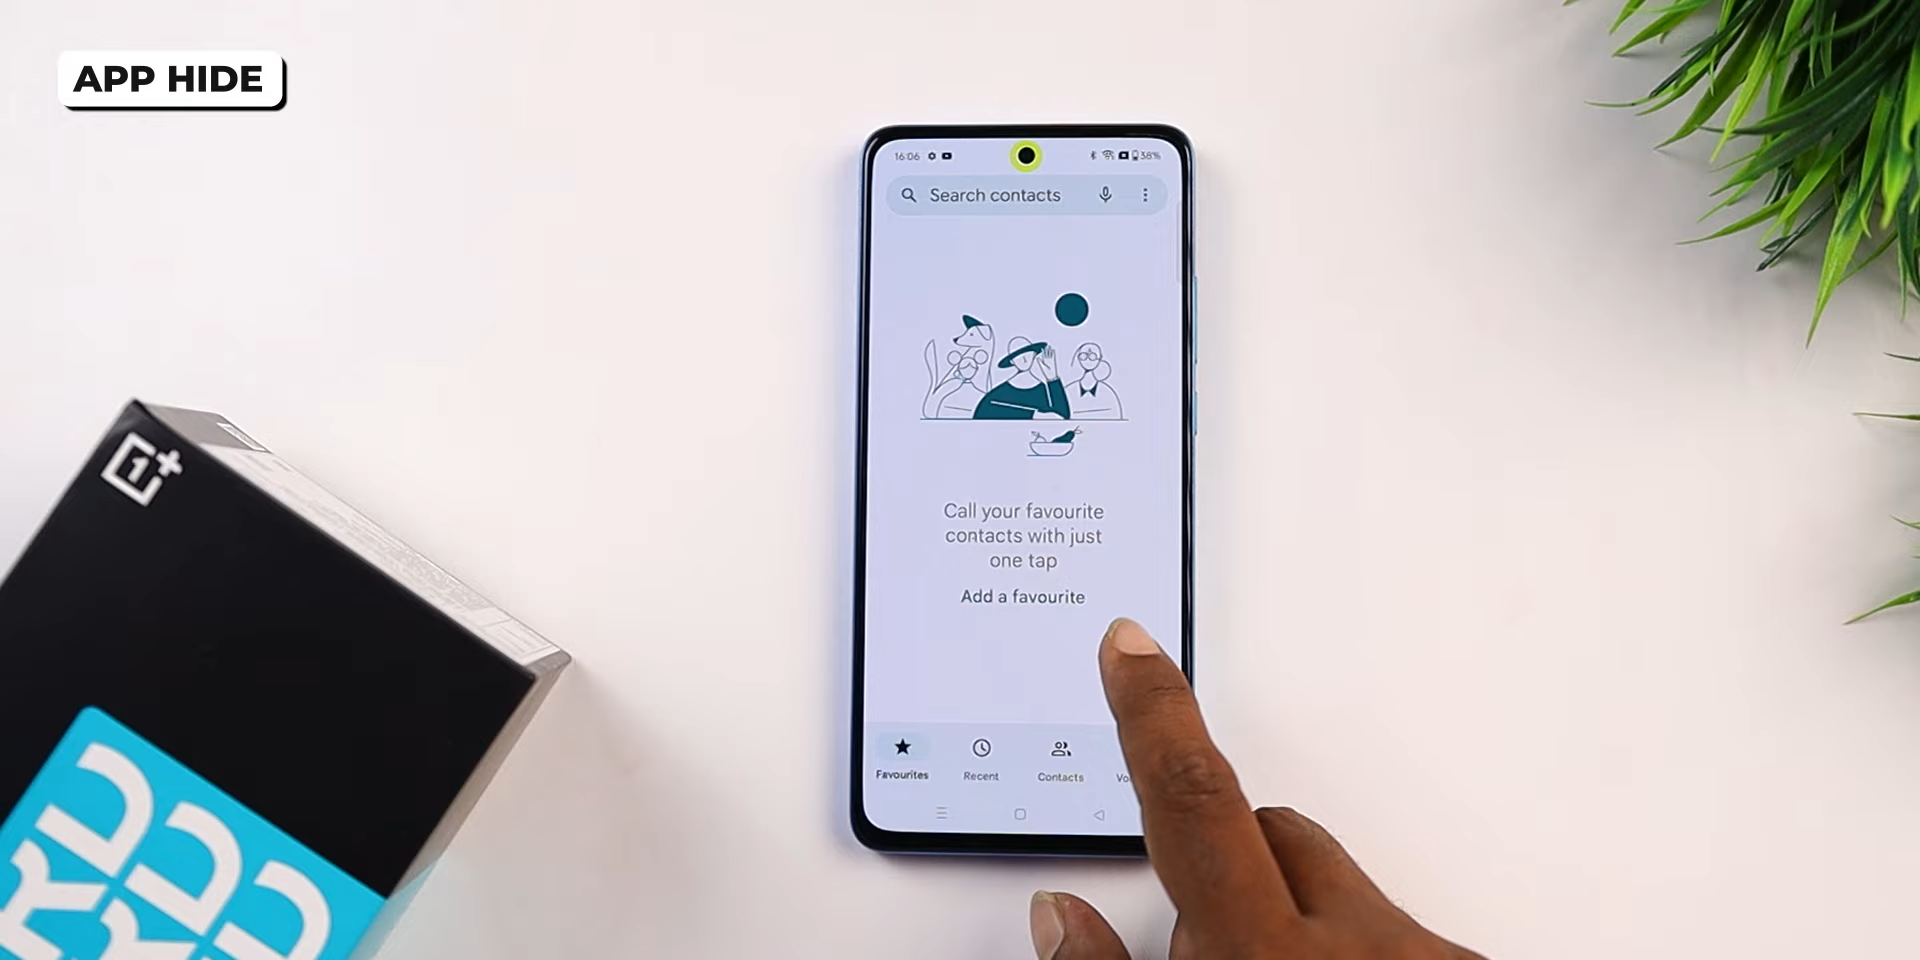 APP HIDE
16:06
38%
Search contacts
Call your favourite
contacts with just
one tap
Add a favourite
Favourites
Recent
Contacts
1+